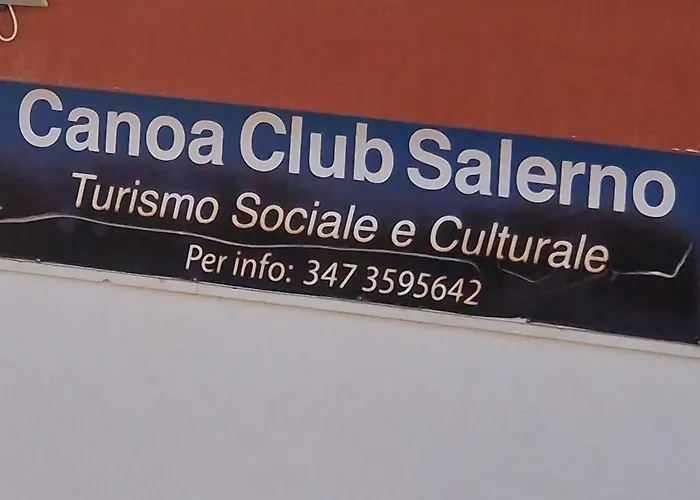 Canoa Club Salerno
Turismo Sociale e Culturale
Per info: 347 3595642